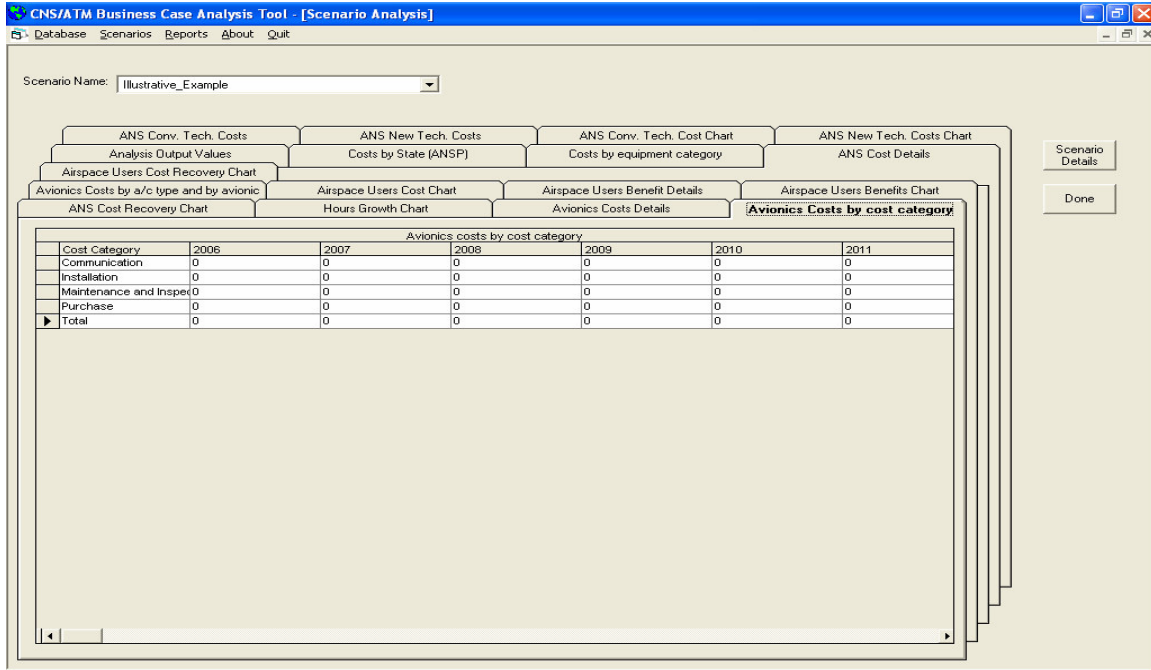 CNS/ATM Business Case Analysis Tool - [Scenario Analysis]
Database Scenarios Reports About Quit
Scenario Name: Illustrative_Example
ANS Conv. Tech. Costs ANS New Tech. Costs ANS Conv. Tech. Cost Chart ANS New Tech. Costs Chart
Analysis Output Values Costs by State (ANSP) Costs by equipment category ANS Cost Details
Airspace Users Cost Recovery Chart
Avionics Costs by a/c type and by avionic Airspace Users Cost Chart Airspace Users Benefit Details Airspace Users Benefits Chart
ANS Cost Recovery Chart Hours Growth Chart Avionics Costs Details Avionics Costs by cost category
Scenario Details
Done
Avionics costs by cost category
Cost Category 2006 2007 2008 2009 2010 2011
Communication 0 0 0 0 0 0
Installation 0 0 0 0 0 0
Maintenance and Inspec 0 0 0 0 0 0
Purchase 0 0 0 0 0 0
Total 0 0 0 0 0 0